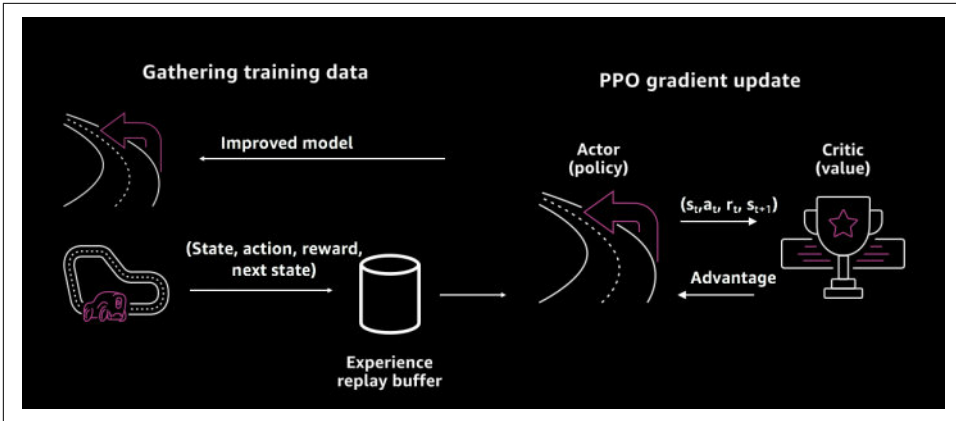 Gathering training data
PPO gradient update
Improved model
Actor
(policy)
Critic
(value)
(sₜ,aₜ, rₜ, sₜ₊₁)
(State, action, reward,
next state)
Advantage
Experience
replay buffer